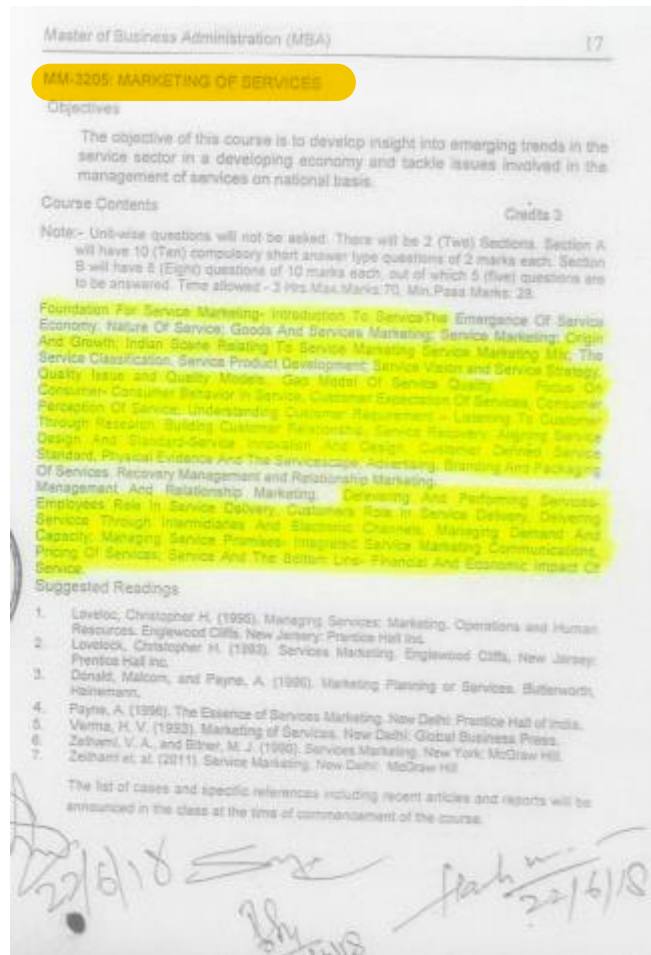 Master of Business Administration (MBA) 17
MM-3205: MARKETING OF SERVICES
Objectives
The objective of this course is to develop insight into emerging trends in the
service sector in a developing economy and tackle issues involved in the
management of services on national basis.
Course Contents
Credits 3
Note:- Unit-wise questions will not be asked. There will be 2 (Two) Sections. Section A
will have 10 (Ten) compulsory short answer type questions of 2 marks each. Section
B will have 8 (Eight) questions of 10 marks each, out of which 5 (five) questions are
to be answered. Time allowed - 3 Hrs.Max.Marks:70, Min.Pass Marks: 28.
Foundation For Service Marketing- Introduction To ServiceThe Emergence Of Service
Economy, Nature Of Service; Goods And Services Marketing; Service Marketing: Origin
And Growth; Indian Scene Relating To Service Marketing Service Marketing Mix; The
Service Classification, Service Product Development; Service Vision and Service Strategy,
Quality Issue and Quality Models, Gap Model Of Service Quality. Focus On
Consumer- Consumer Behavior in Service, Customer Expectation Of Services, Consumer
Perception Of Service; Understanding Customer Requirement – Listening To Customer
Through Research, Building Customer Relationship, Service Recovery; Aligning Service
Design And Standard-Service Innovation And Design, Customer Defined Service
Standard, Physical Evidence And The Servicescape, Advertising, Branding And Packaging
Of Services. Recovery Management and Relationship Marketing.
Management And Relationship Marketing. Delevering And Performing Services-
Employees Role In Service Delivery, Customers Role In Service Delivery, Delivering
Services Through Intermidiaries And Electronic Channels, Managing Demand And
Capacity; Managing Service Promises- Integrated Service Marketing Communications,
Pricing Of Services; Service And The Bottom Line- Financial And Economic Impact Of
Service.
Suggested Readings
1. Loveloc, Christopher H. (1995). Managing Services: Marketing, Operations and Human
Resources. Englewood Cliffs, New Jersey: Prentice Hall Inc.
2. Lovelock, Christopher H. (1993). Services Marketing. Englewood Cliffs, New Jersey:
Prentice Hall Inc.
3. Donald, Malcom, and Payne, A. (1996). Marketing Planning or Services. Butterworth,
Heinemann.
4. Payne, A. (1996). The Essence of Services Marketing. New Delhi: Prentice Hall of India.
5. Verma, H. V. (1993). Marketing of Services. New Delhi: Global Business Press.
6. Zeithaml, V. A., and Bitner, M. J. (1996). Services Marketing. New York: McGraw Hill.
7. Zeithaml et. al. (2011). Service Marketing. New Delhi: McGraw Hill
The list of cases and specific references including recent articles and reports will be
announced in the class at the time of commencement of the course.
22/6/18
22/6/18